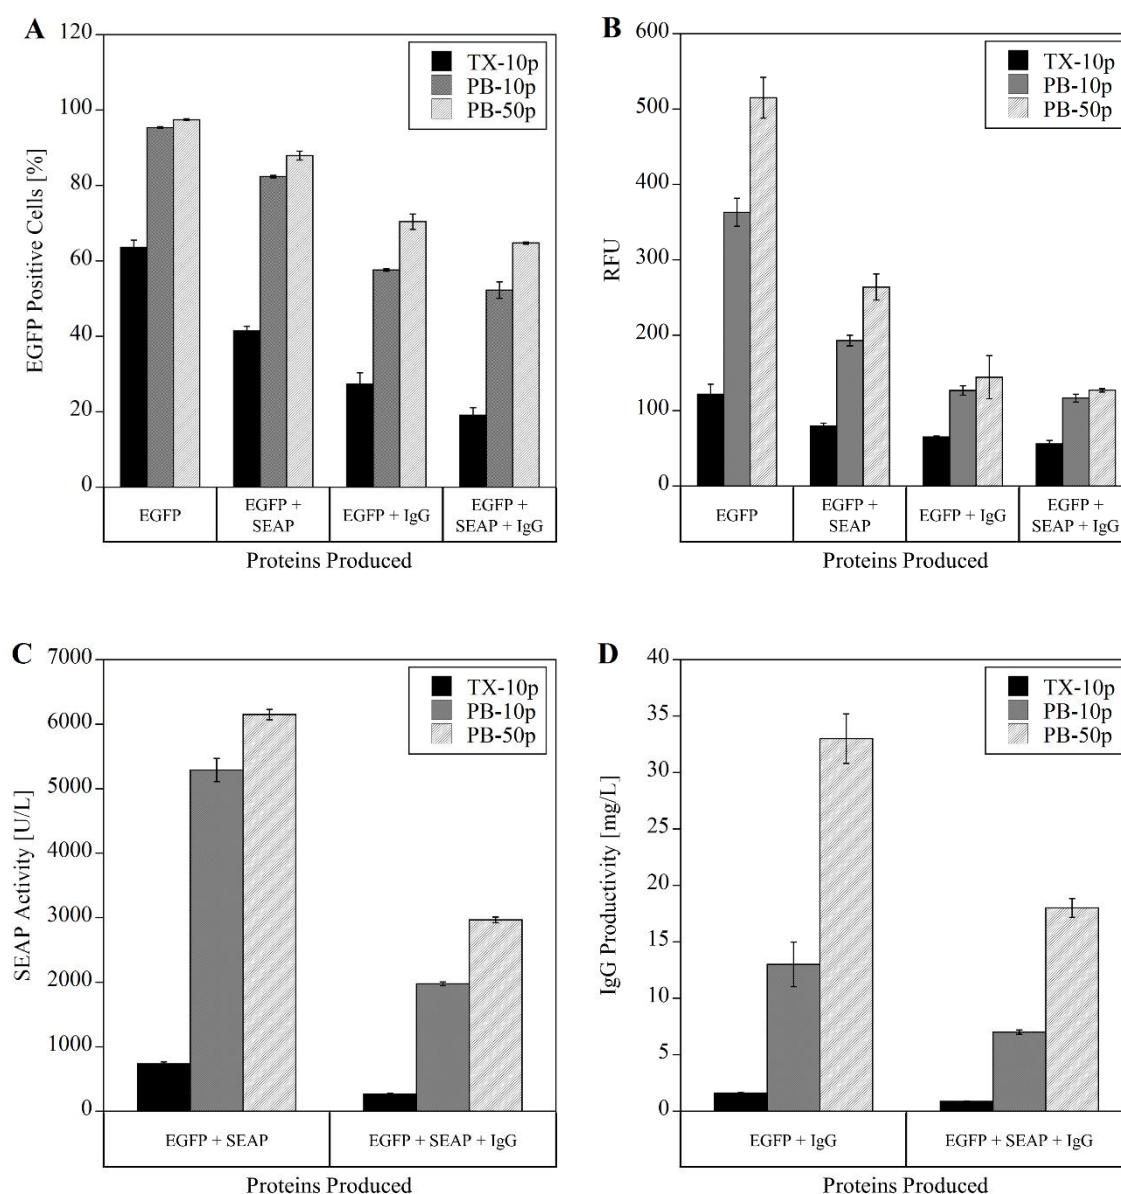 A
120
100
80
60
40
20
0
EGFP Positive Cells [%]
TX-10p
PB-10p
PB-50p
EGFP
EGFP +
SEAP
EGFP + IgG
EGFP +
SEAP + IgG
Proteins Produced
B
600
500
400
300
200
100
0
RFU
TX-10p
PB-10p
PB-50p
EGFP
EGFP +
SEAP
EGFP + IgG
EGFP +
SEAP + IgG
Proteins Produced
C
7000
6000
5000
4000
3000
2000
1000
0
SEAP Activity [U/L]
TX-10p
PB-10p
PB-50p
EGFP + SEAP
EGFP + SEAP + IgG
Proteins Produced
D
40
35
30
25
20
15
10
5
0
IgG Productivity [mg/L]
TX-10p
PB-10p
PB-50p
EGFP + IgG
EGFP + SEAP + IgG
Proteins Produced